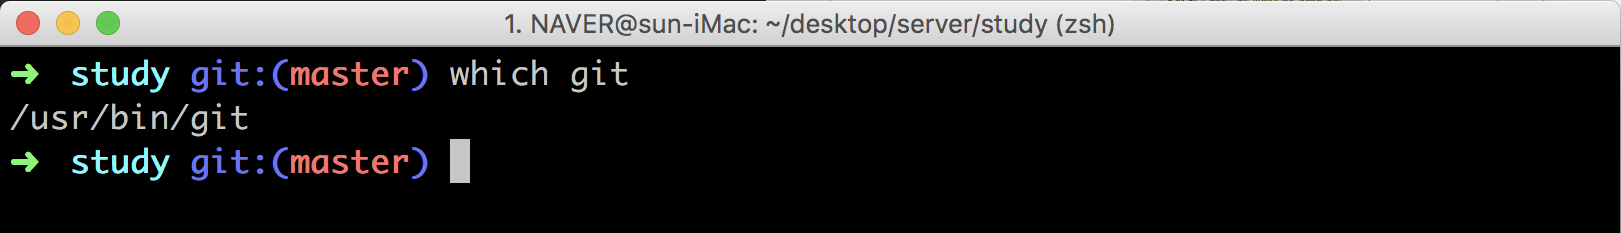 1. NAVER@sun-iMac: ~/desktop/server/study (zsh)
➜ study git:(master) which git
/usr/bin/git
➜ study git:(master)